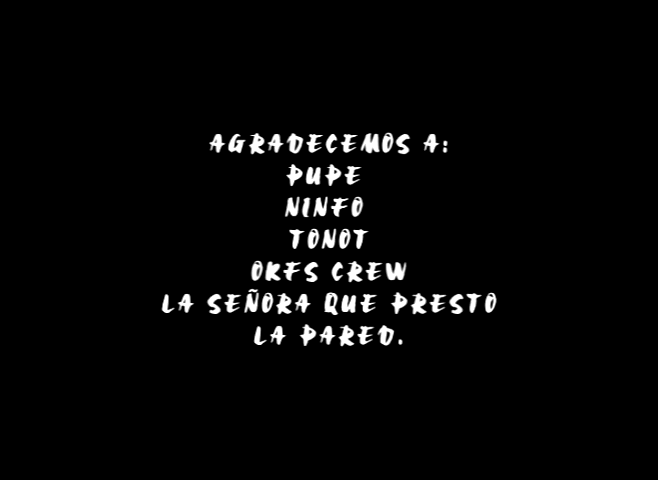 AGRADECEMOS A:
PUPE
NINFO
TONOT
OKFS CREW
LA SEÑORA QUE PRESTO
LA PARED.